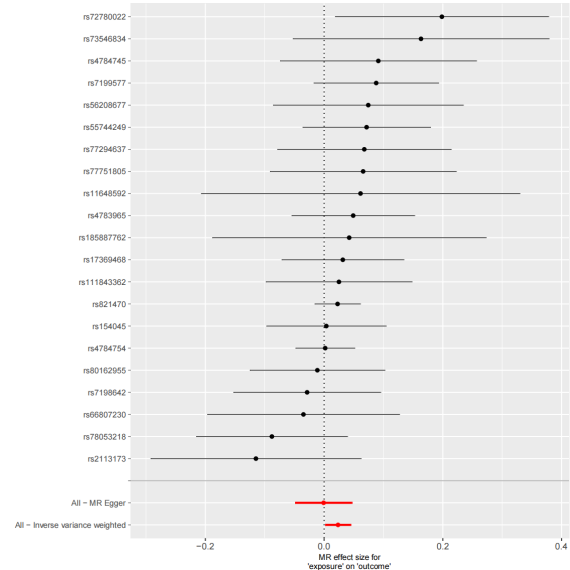 rs72780022
rs73546834
rs4784745
rs7199577
rs56208677
rs55744249
rs77294637
rs77751805
rs11648592
rs4783965
rs185887762
rs17369468
rs111843362
rs821470
rs154045
rs4784754
rs80162955
rs7198642
rs66807230
rs78053218
rs2113173
All − MR Egger
All − Inverse variance weighted
−0.2 0.0 0.2 0.4
MR effect size for
'exposure' on 'outcome'